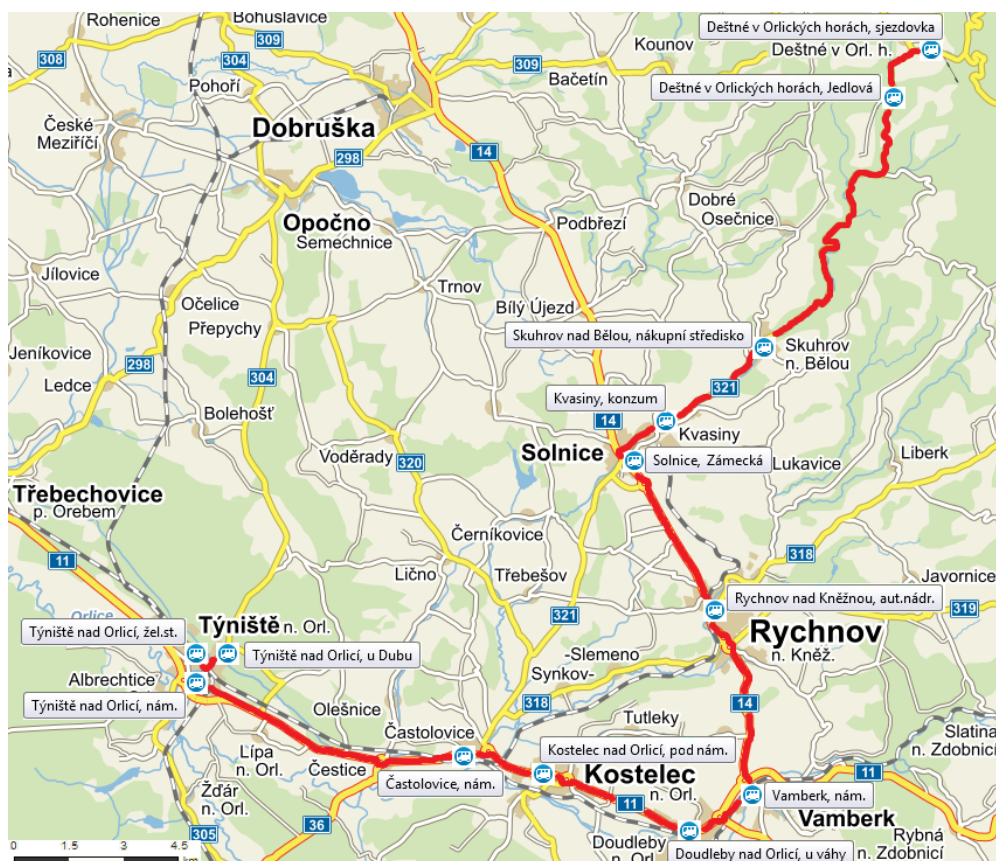 Rohenice
Bohuslavice
309
308
304
Pohoří
České
Meziříčí
Dobruška
298
Opočno
Semechnice
Kounov
309
Bačetín
14
Deštné v Orlických horách, sjezdovka
Deštné v Orl. h.
Deštné v Orlických horách, Jedlová
Dobré
Osečnice
Podbřezí
Jílovice
Očelice
Trnov
Přepychy
Bílý Újezd
Skuhrov nad Bělou, nákupní středisko
Skuhrov
n. Bělou
Jeníkovice
298
Ledce
304
321
Kvasiny, konzum
14
Kvasiny
Bolehošť
Voděrady
320
Solnice
Solnice, Zámecká
Lukavice
Liberk
Třebechovice
p. Orebem
Černíkovice
11
Lično
Třebešov
318
Javornice
321
Orlice
Rychnov nad Kněžnou, aut.nádr.
319
Týniště n. Orl.
Týniště nad Orlicí, žel.st.
Týniště nad Orlicí, u Dubu
Rychnov
n. Kněž.
-Slemeno
Synkov-
Albrechtice
Týniště nad Orlicí, nám.
Olešnice
318
14
Častolovice
Tutleky
Slatina
n. Zdobnicí
Lípa
n. Orl.
Čestice
Častolovice, nám.
Kostelec nad Orlicí, pod nám.
Kostelec
n. Orl.
11
Žďár
n. Orl.
11
Vamberk, nám.
Vamberk
305
36
Doudleby
n. Orl.
Doudleby nad Orlicí, u váhy
Rybná
n. Zdobnicí
0 1.5 3 4.5
km